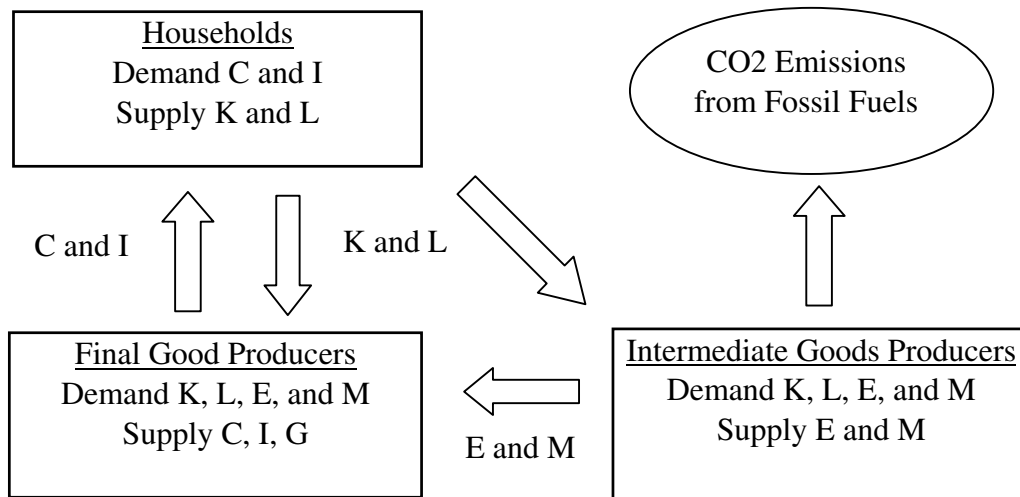 Households
Demand C and I
Supply K and L
CO2 Emissions
from Fossil Fuels
C and I
K and L
Final Good Producers
Demand K, L, E, and M
Supply C, I, G
E and M
Intermediate Goods Producers
Demand K, L, E, and M
Supply E and M